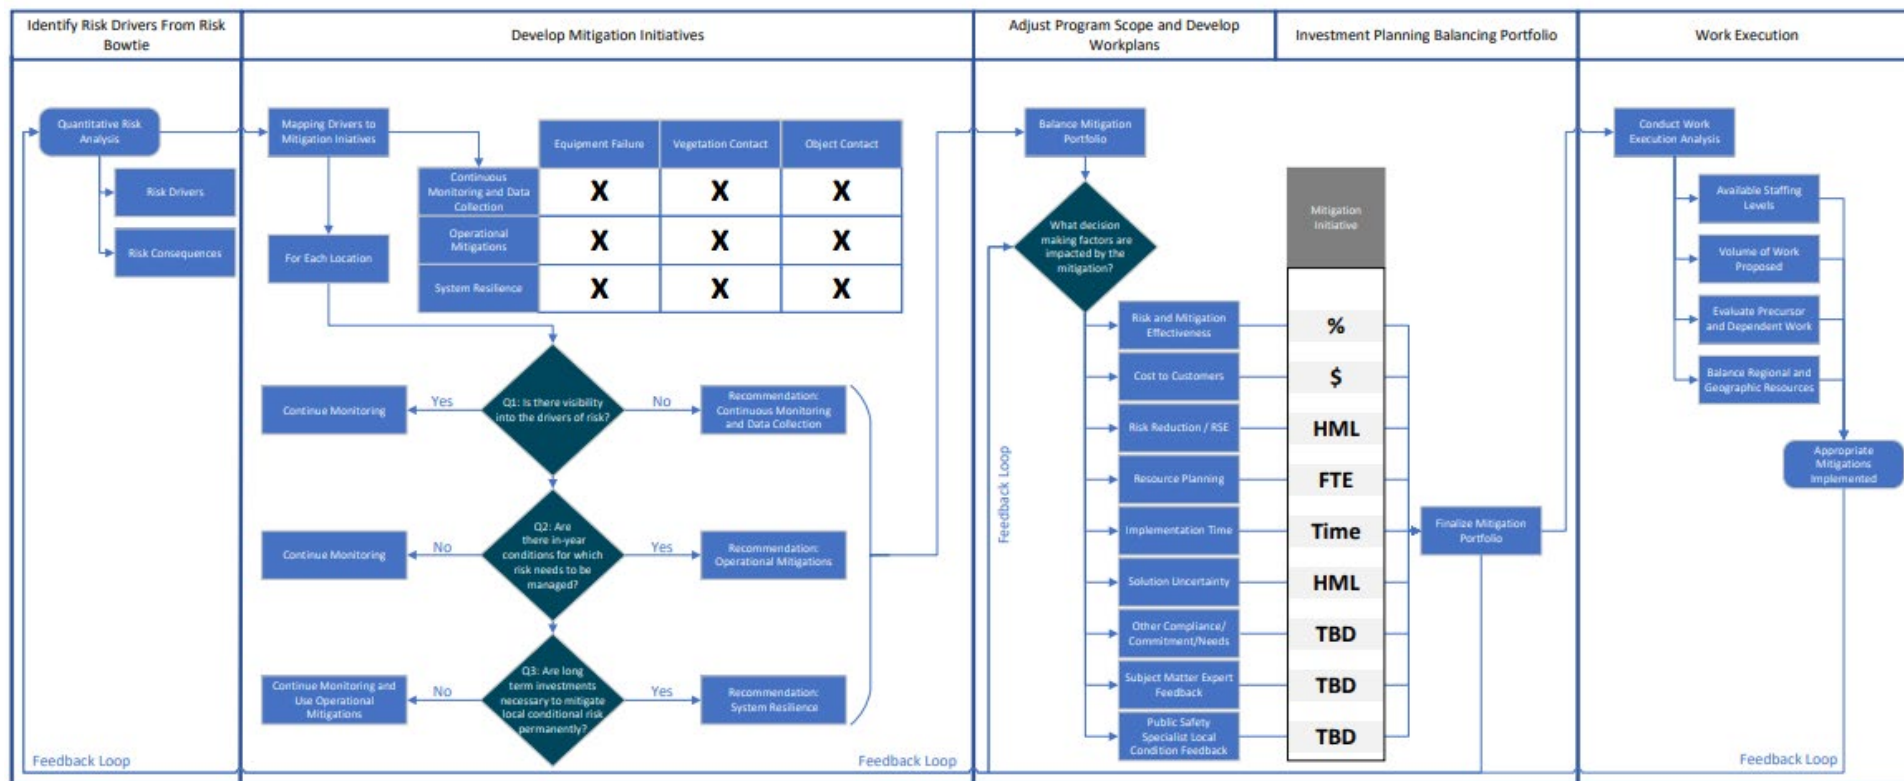 Identify Risk Drivers From Risk
Bowtie
Develop Mitigation Initiatives
Adjust Program Scope and Develop
Workplans
Investment Planning Balancing Portfolio
Work Execution
Quantitative Risk
Analysis
Risk Drivers
Risk Consequences
Mapping Drivers to
Mitigation Iniatives
For Each Location
Equipment Failure
Vegetation Contact
Object Contact
Continuous
Monitoring and Data
Collection
X
X
X
Operational
Mitigations
X
X
X
System Resilience
X
X
X
Q1: Is there visibility
into the drivers of risk?
Yes
Continue Monitoring
No
Recommendation:
Continuous Monitoring
and Data Collection
Q2: Are
there in-year
conditions for which
risk needs to be
managed?
No
Continue Monitoring
Yes
Recommendation:
Operational Mitigations
Q3: Are long
term investments
necessary to mitigate
local conditional risk
permanently?
No
Continue Monitoring and
Use Operational
Mitigations
Yes
Recommendation:
System Resilience
Balance Mitigation
Portfolio
What decision
making factors are
impacted by the
mitigation?
Mitigation
Initiative
Risk and Mitigation
Effectiveness
%
Cost to Customers
$
Risk Reduction / RSE
HML
Resource Planning
FTE
Implementation Time
Time
Solution Uncertainty
HML
Other Compliance/
Commitment/Needs
TBD
Subject Matter Expert
Feedback
TBD
Public Safety
Specialist Local
Condition Feedback
TBD
Feedback Loop
Finalize Mitigation
Portfolio
Conduct Work
Execution Analysis
Available Staffing
Levels
Volume of Work
Proposed
Evaluate Precursor
and Dependent Work
Balance Regional and
Geographic Resources
Appropriate
Mitigations
Implemented
Feedback Loop
Feedback Loop
Feedback Loop